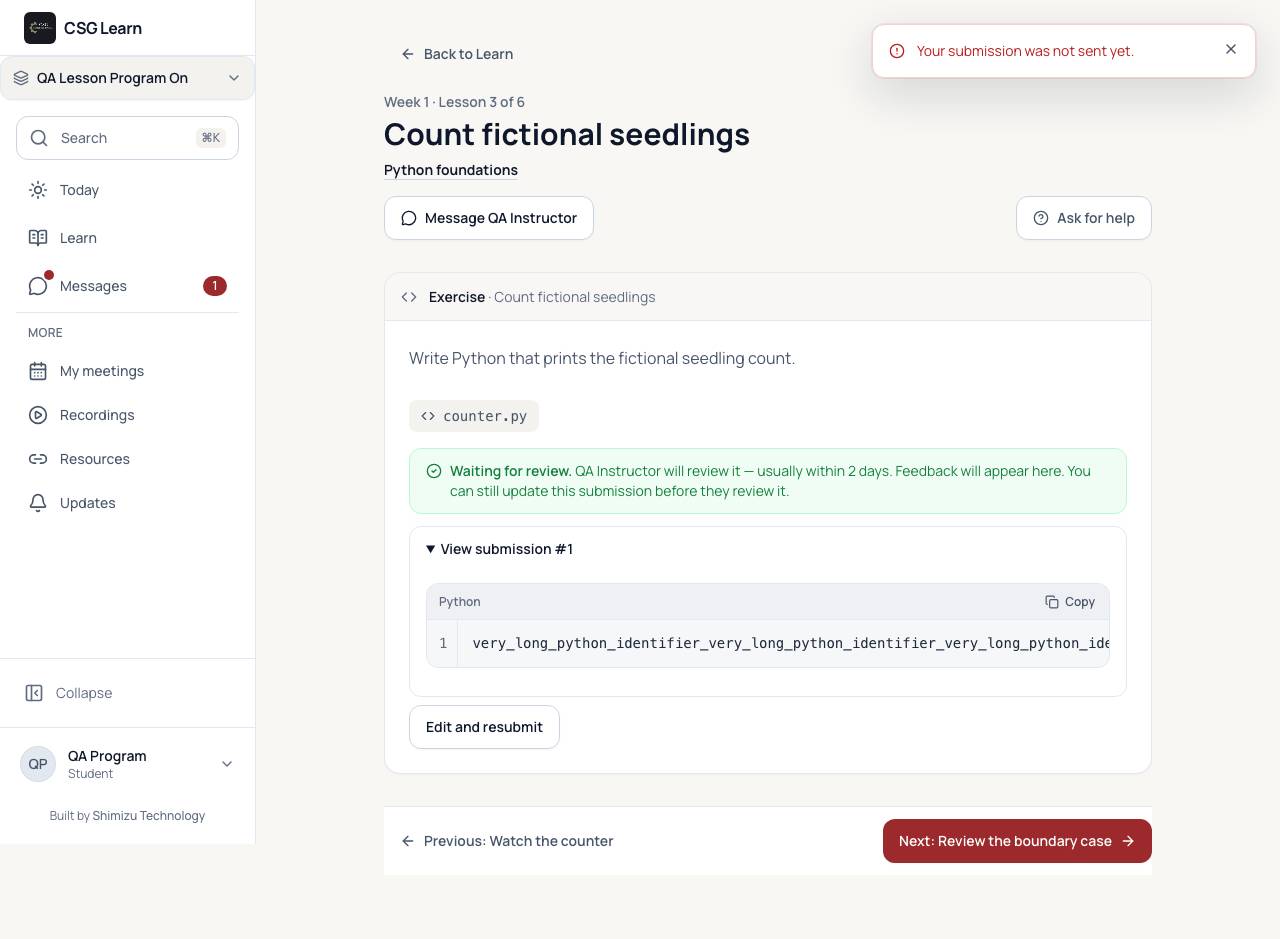 CSG Learn
QA Lesson Program On
Search ⌘K
Today
Learn
Messages 1
MORE
My meetings
Recordings
Resources
Updates
Collapse
QP
QA Program
Student
Built by Shimizu Technology
Your submission was not sent yet.
Back to Learn
Week 1 · Lesson 3 of 6
Count fictional seedlings
Python foundations
Message QA Instructor
Ask for help
Exercise · Count fictional seedlings
Write Python that prints the fictional seedling count.
counter.py
Waiting for review. QA Instructor will review it — usually within 2 days. Feedback will appear here. You
can still update this submission before they review it.
View submission #1
Python
Copy
1 very_long_python_identifier_very_long_python_identifier_very_long_python_ide
Edit and resubmit
Previous: Watch the counter
Next: Review the boundary case